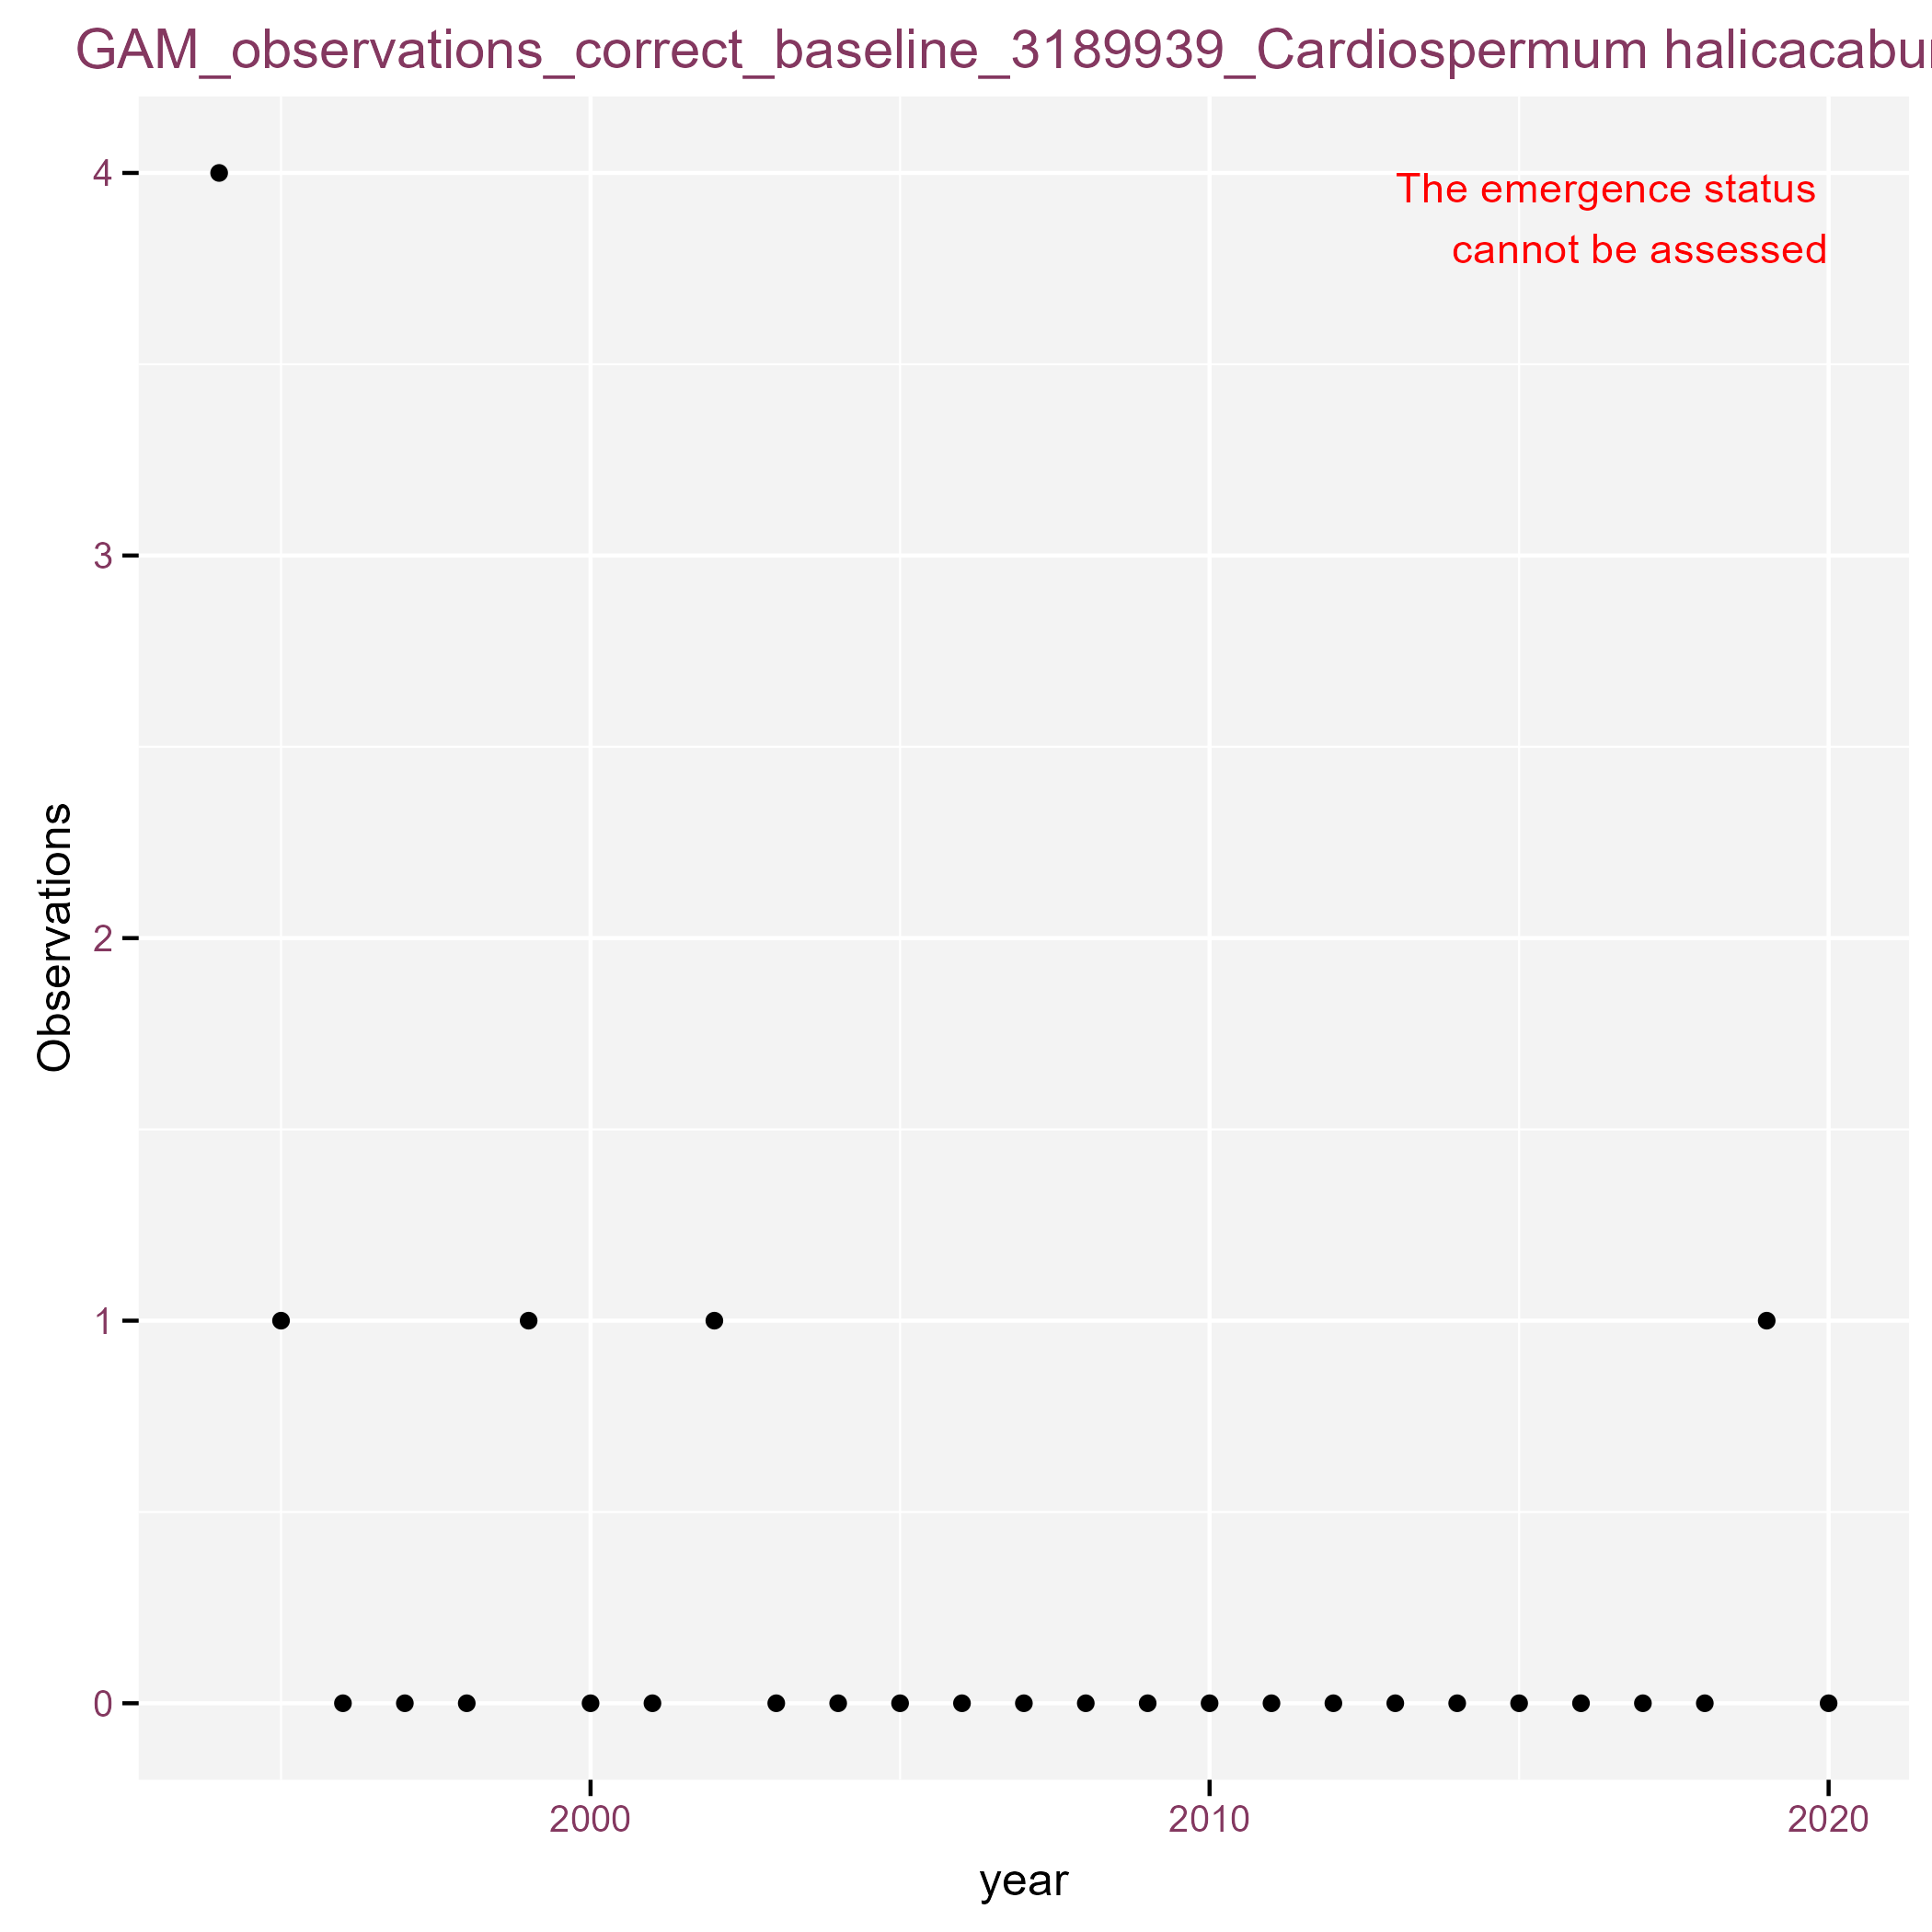 GAM_observations_correct_baseline_3189939_Cardiospermum halicacabu
4
The emergence status
cannot be assessed
3
Observations
2
1
0
2000 2010 2020
year